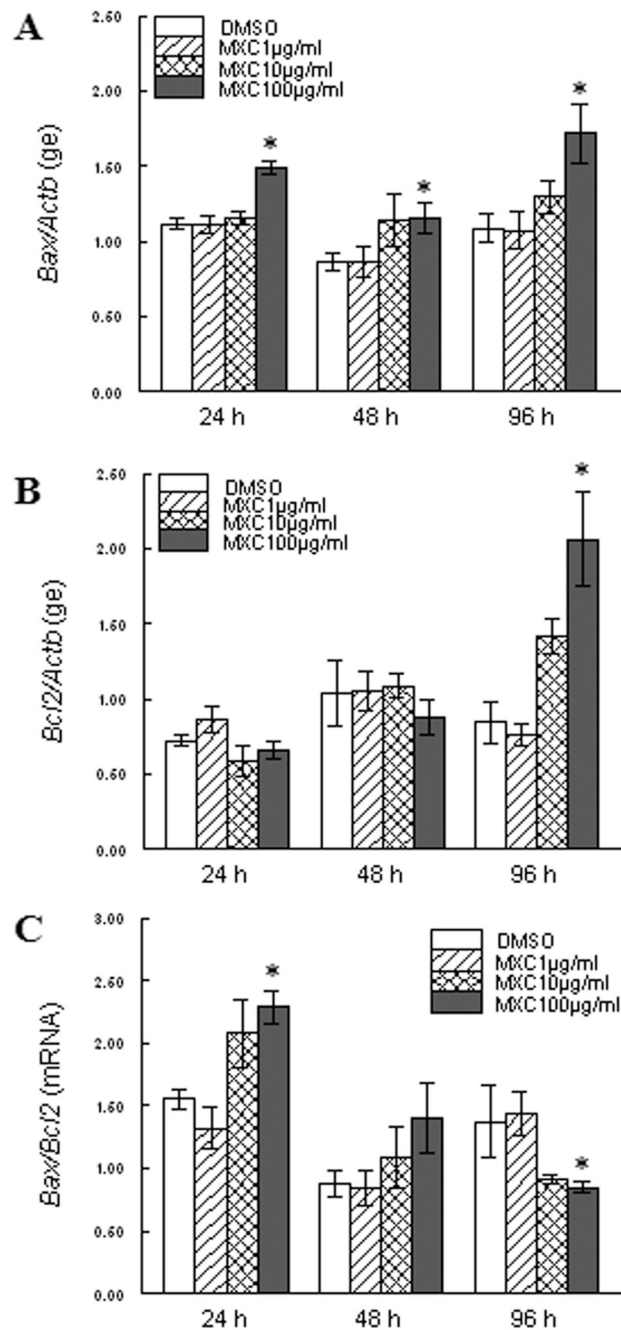 A
2.50
2.00
1.50
1.00
0.50
0.00
Bax/Actb (ge)
DMSO
MXC1µg/ml
MXC10µg/ml
MXC100µg/ml
*
*
*
24 h 48 h 96 h
B
2.50
2.00
1.50
1.00
0.50
0.00
Bcl2/Actb (ge)
DMSO
MXC1µg/ml
MXC10µg/ml
MXC100µg/ml
*
24 h 48 h 96 h
C
3.00
2.50
2.00
1.50
1.00
0.50
0.00
Bax/Bcl2 (mRNA)
DMSO
MXC1µg/ml
MXC10µg/ml
MXC100µg/ml
*
*
24 h 48 h 96 h